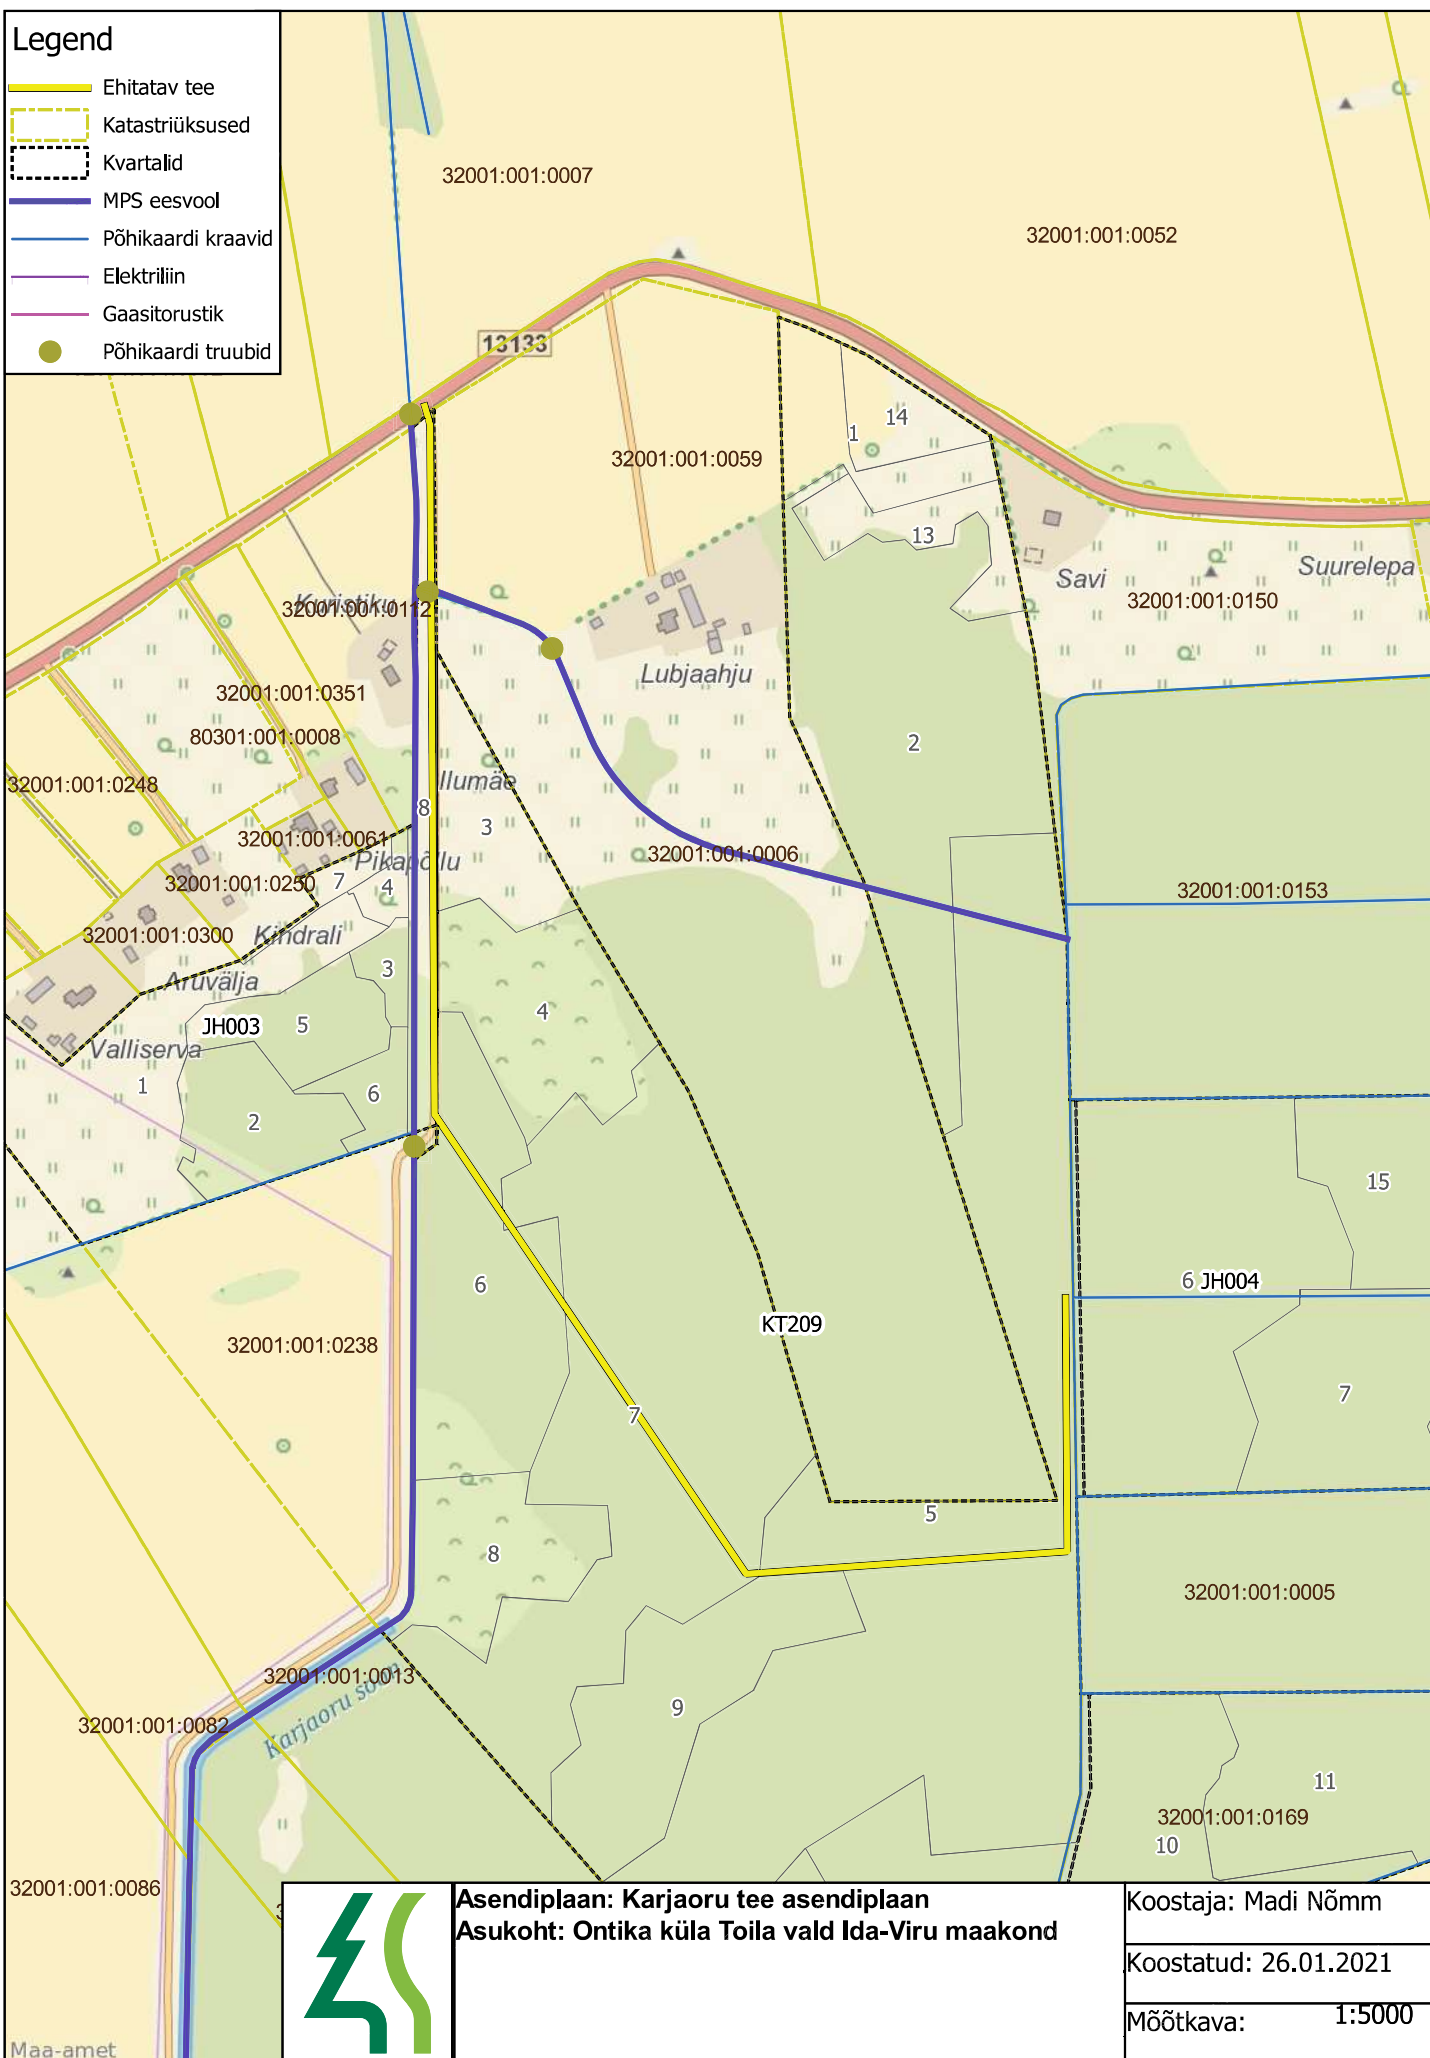 Legend
Ehitatav tee
Katastriüksused
Kvartalid
MPS eesvool
Põhikaardi kraavid
Elektriliin
Gaasitorustik
Põhikaardi truubid
32001:001:0007
32001:001:0052
13133
14
1
32001:001:0059
13
Savi
Suurelepa
32001:001:0150
Kuristiku
32001:001:0112
Lubjaahju
32001:001:0351
80301:001:0008
2
32001:001:0248
Illumäe
8
3
32001:001:0061
Pikapõllu
32001:001:0006
7
4
32001:001:0250
32001:001:0153
32001:001:0300
Kindrali
3
Aruvälja
JH003
5
4
Valliserva
1
6
2
15
6
6
JH004
KT209
32001:001:0238
7
7
5
8
32001:001:0005
32001:001:0013
Karjaoru soon
9
32001:001:0082
11
32001:001:0169
10
32001:001:0086
Asendiplaan: Karjaoru tee asendiplaan
Asukoht: Ontika küla Toila vald Ida-Viru maakond
Koostaja: Madi Nõmm
Koostatud: 26.01.2021
Mõõtkava: 1:5000
Maa-amet